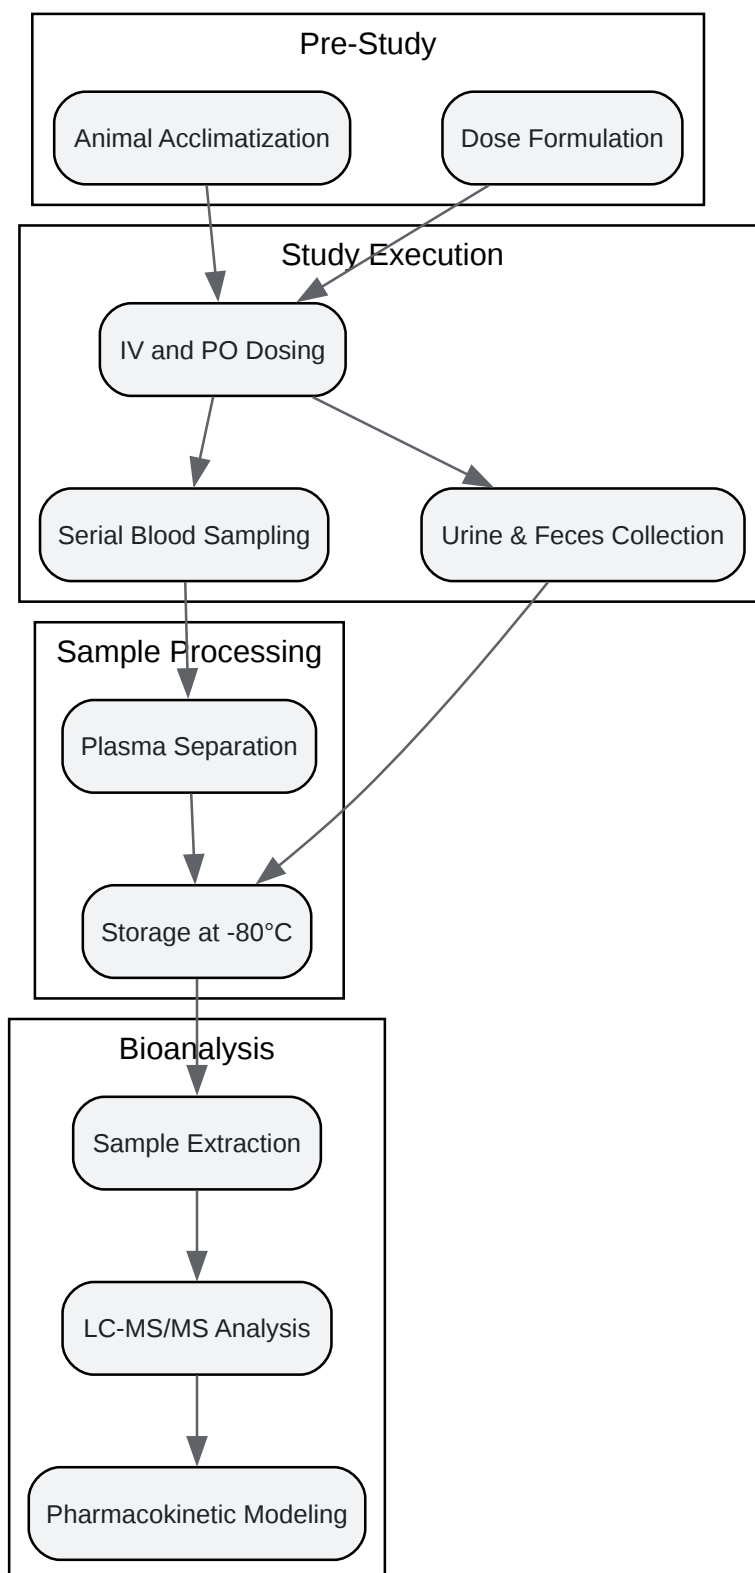 Pre-Study
Animal Acclimatization
Dose Formulation
Study Execution
IV and PO Dosing
Serial Blood Sampling
Urine & Feces Collection
Sample Processing
Plasma Separation
Storage at -80°C
Bioanalysis
Sample Extraction
LC-MS/MS Analysis
Pharmacokinetic Modeling